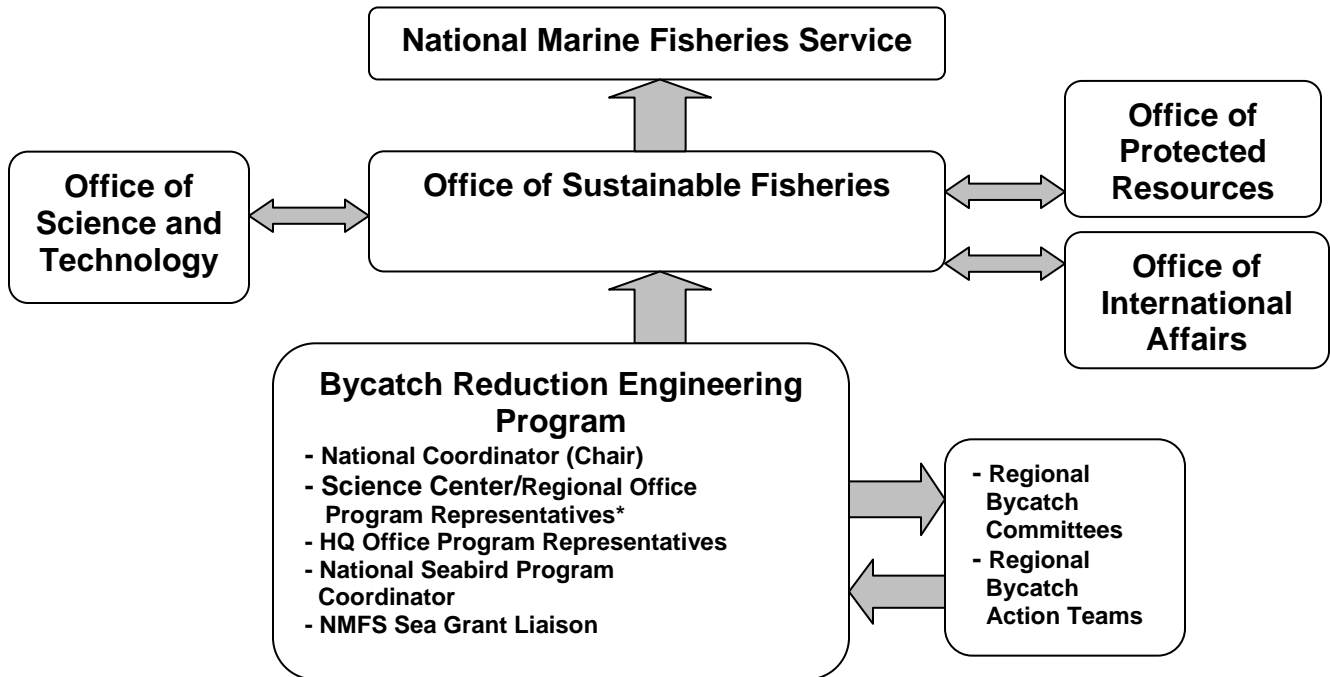 National Marine Fisheries Service
Office of
Science and
Technology
Office of Sustainable Fisheries
Office of
Protected
Resources
Office of
International
Affairs
Bycatch Reduction Engineering
Program
- National Coordinator (Chair)
- Science Center/Regional Office
Program Representatives*
- HQ Office Program Representatives
- National Seabird Program
Coordinator
- NMFS Sea Grant Liaison
- Regional
Bycatch
Committees
- Regional
Bycatch
Action Teams